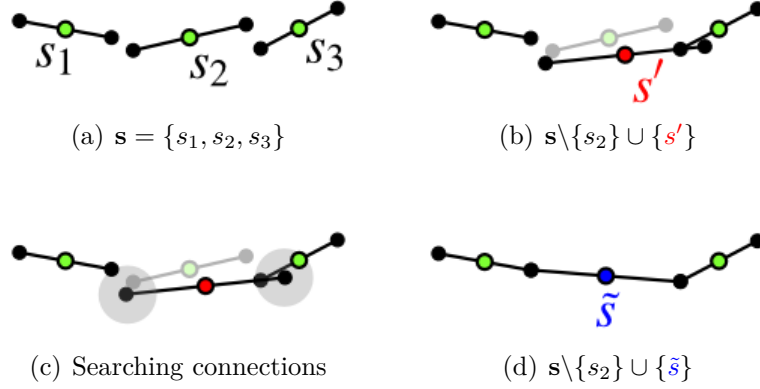 s₁ s₂ s₃ s′
(a) 𝐬 = {s₁, s₂, s₃} (b) 𝐬\{s₂} ∪ {s′}
s̃
(c) Searching connections (d) 𝐬\{s₂} ∪ {s̃}